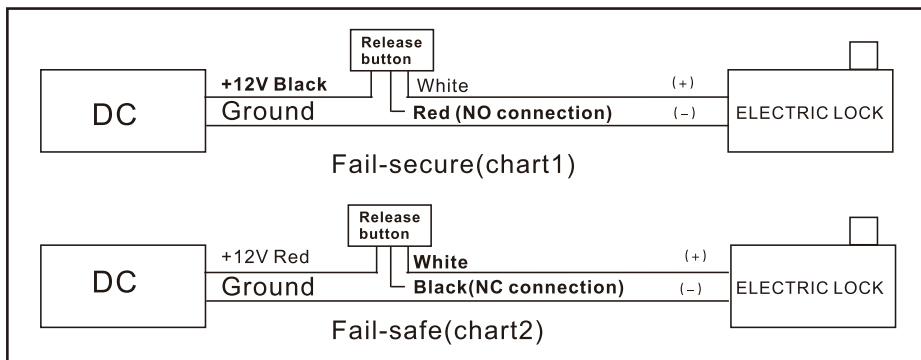 Release
button
+12V Black
White
(+)
DC
Ground
Red (NO connection)
(-)
ELECTRIC LOCK
Fail-secure(chart1)
Release
button
+12V Red
White
(+)
DC
Ground
Black(NC connection)
(-)
ELECTRIC LOCK
Fail-safe(chart2)